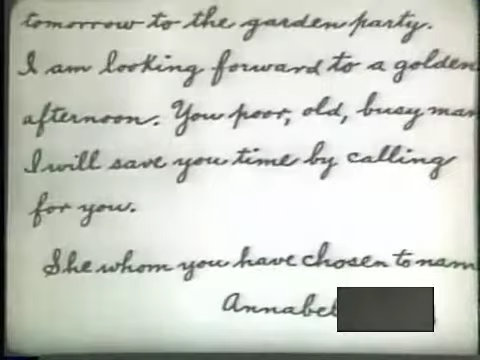 tomorrow to the garden party.
I am looking forward to a golden
afternoon. You poor, old, busy man
I will save you time by calling
for you.
She whom you have chosen to nam
Annabel